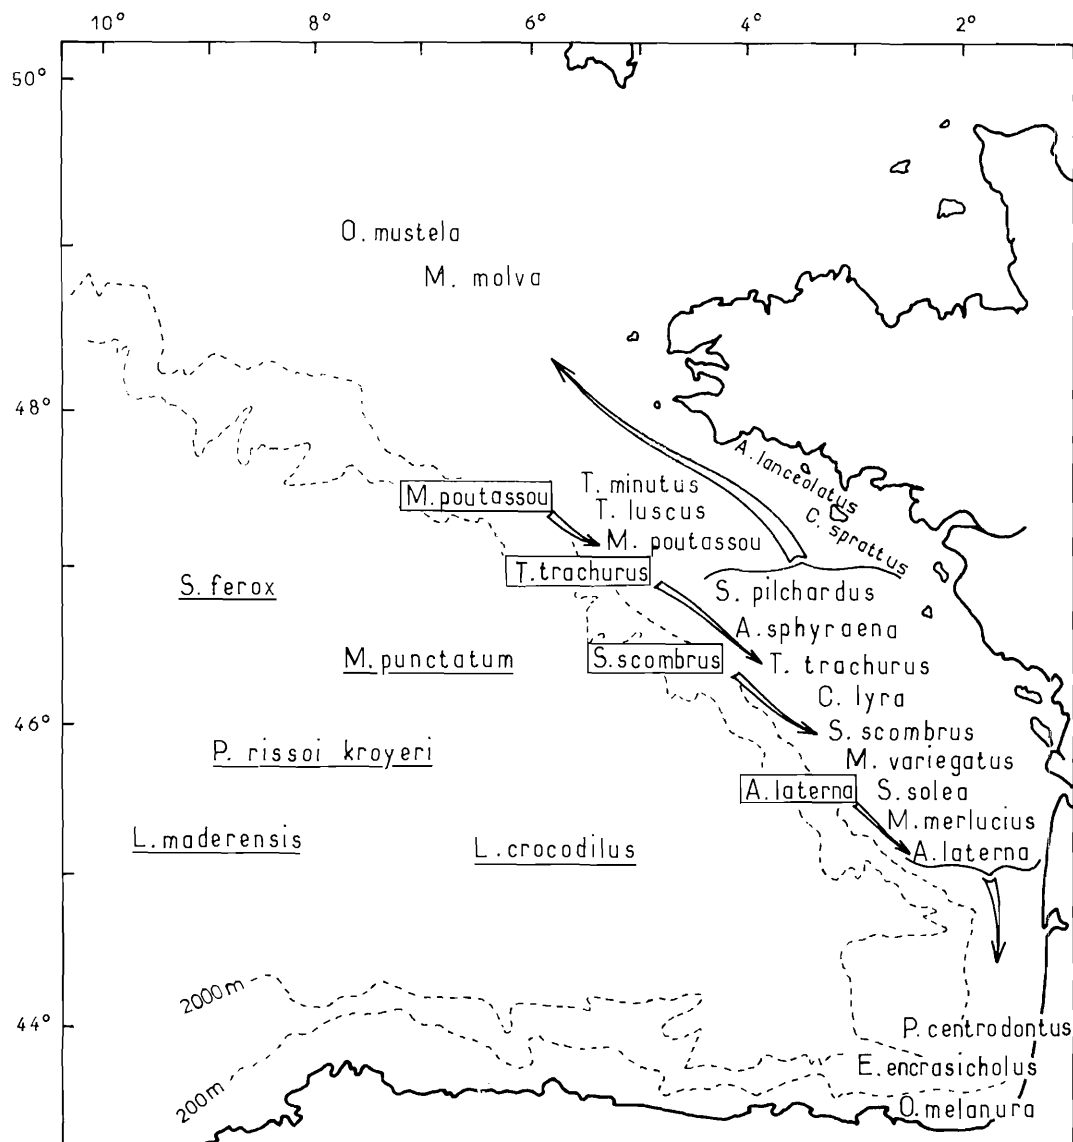 10° 8° 6° 4° 2°
50°
O. mustela
M. molva
48°
A. lanceolatus
C. sprattus
M. poutassou
T. minutus
T. luscus
M. poutassou
T. trachurus
S. ferox
S. pilchardus
A. sphyraena
M. punctatum
S. scombrus
T. trachurus
C. lyra
46°
S. scombrus
P. rissoi kroyeri
M. variegatus
A. laterna
S. solea
M. merlucius
L. maderensis
L. crocodilus
A. laterna
2000m
44°
P. centrodontus
E. encrasicholus
200m
O. melanura